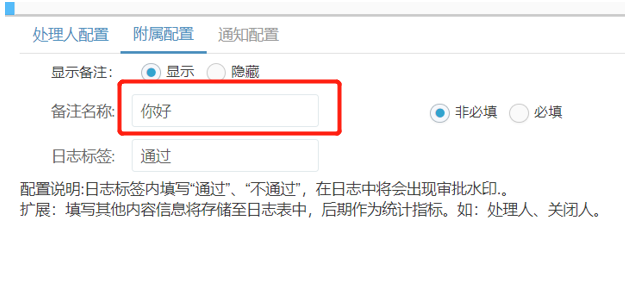 处理人配置 附属配置 通知配置
显示备注： 显示 隐藏
备注名称: 你好 非必填 必填
日志标签: 通过
配置说明:日志标签内填写“通过”、“不通过”，在日志中将会出现审批水印.。
扩展：填写其他内容信息将存储至日志表中，后期作为统计指标。如：处理人、关闭人。